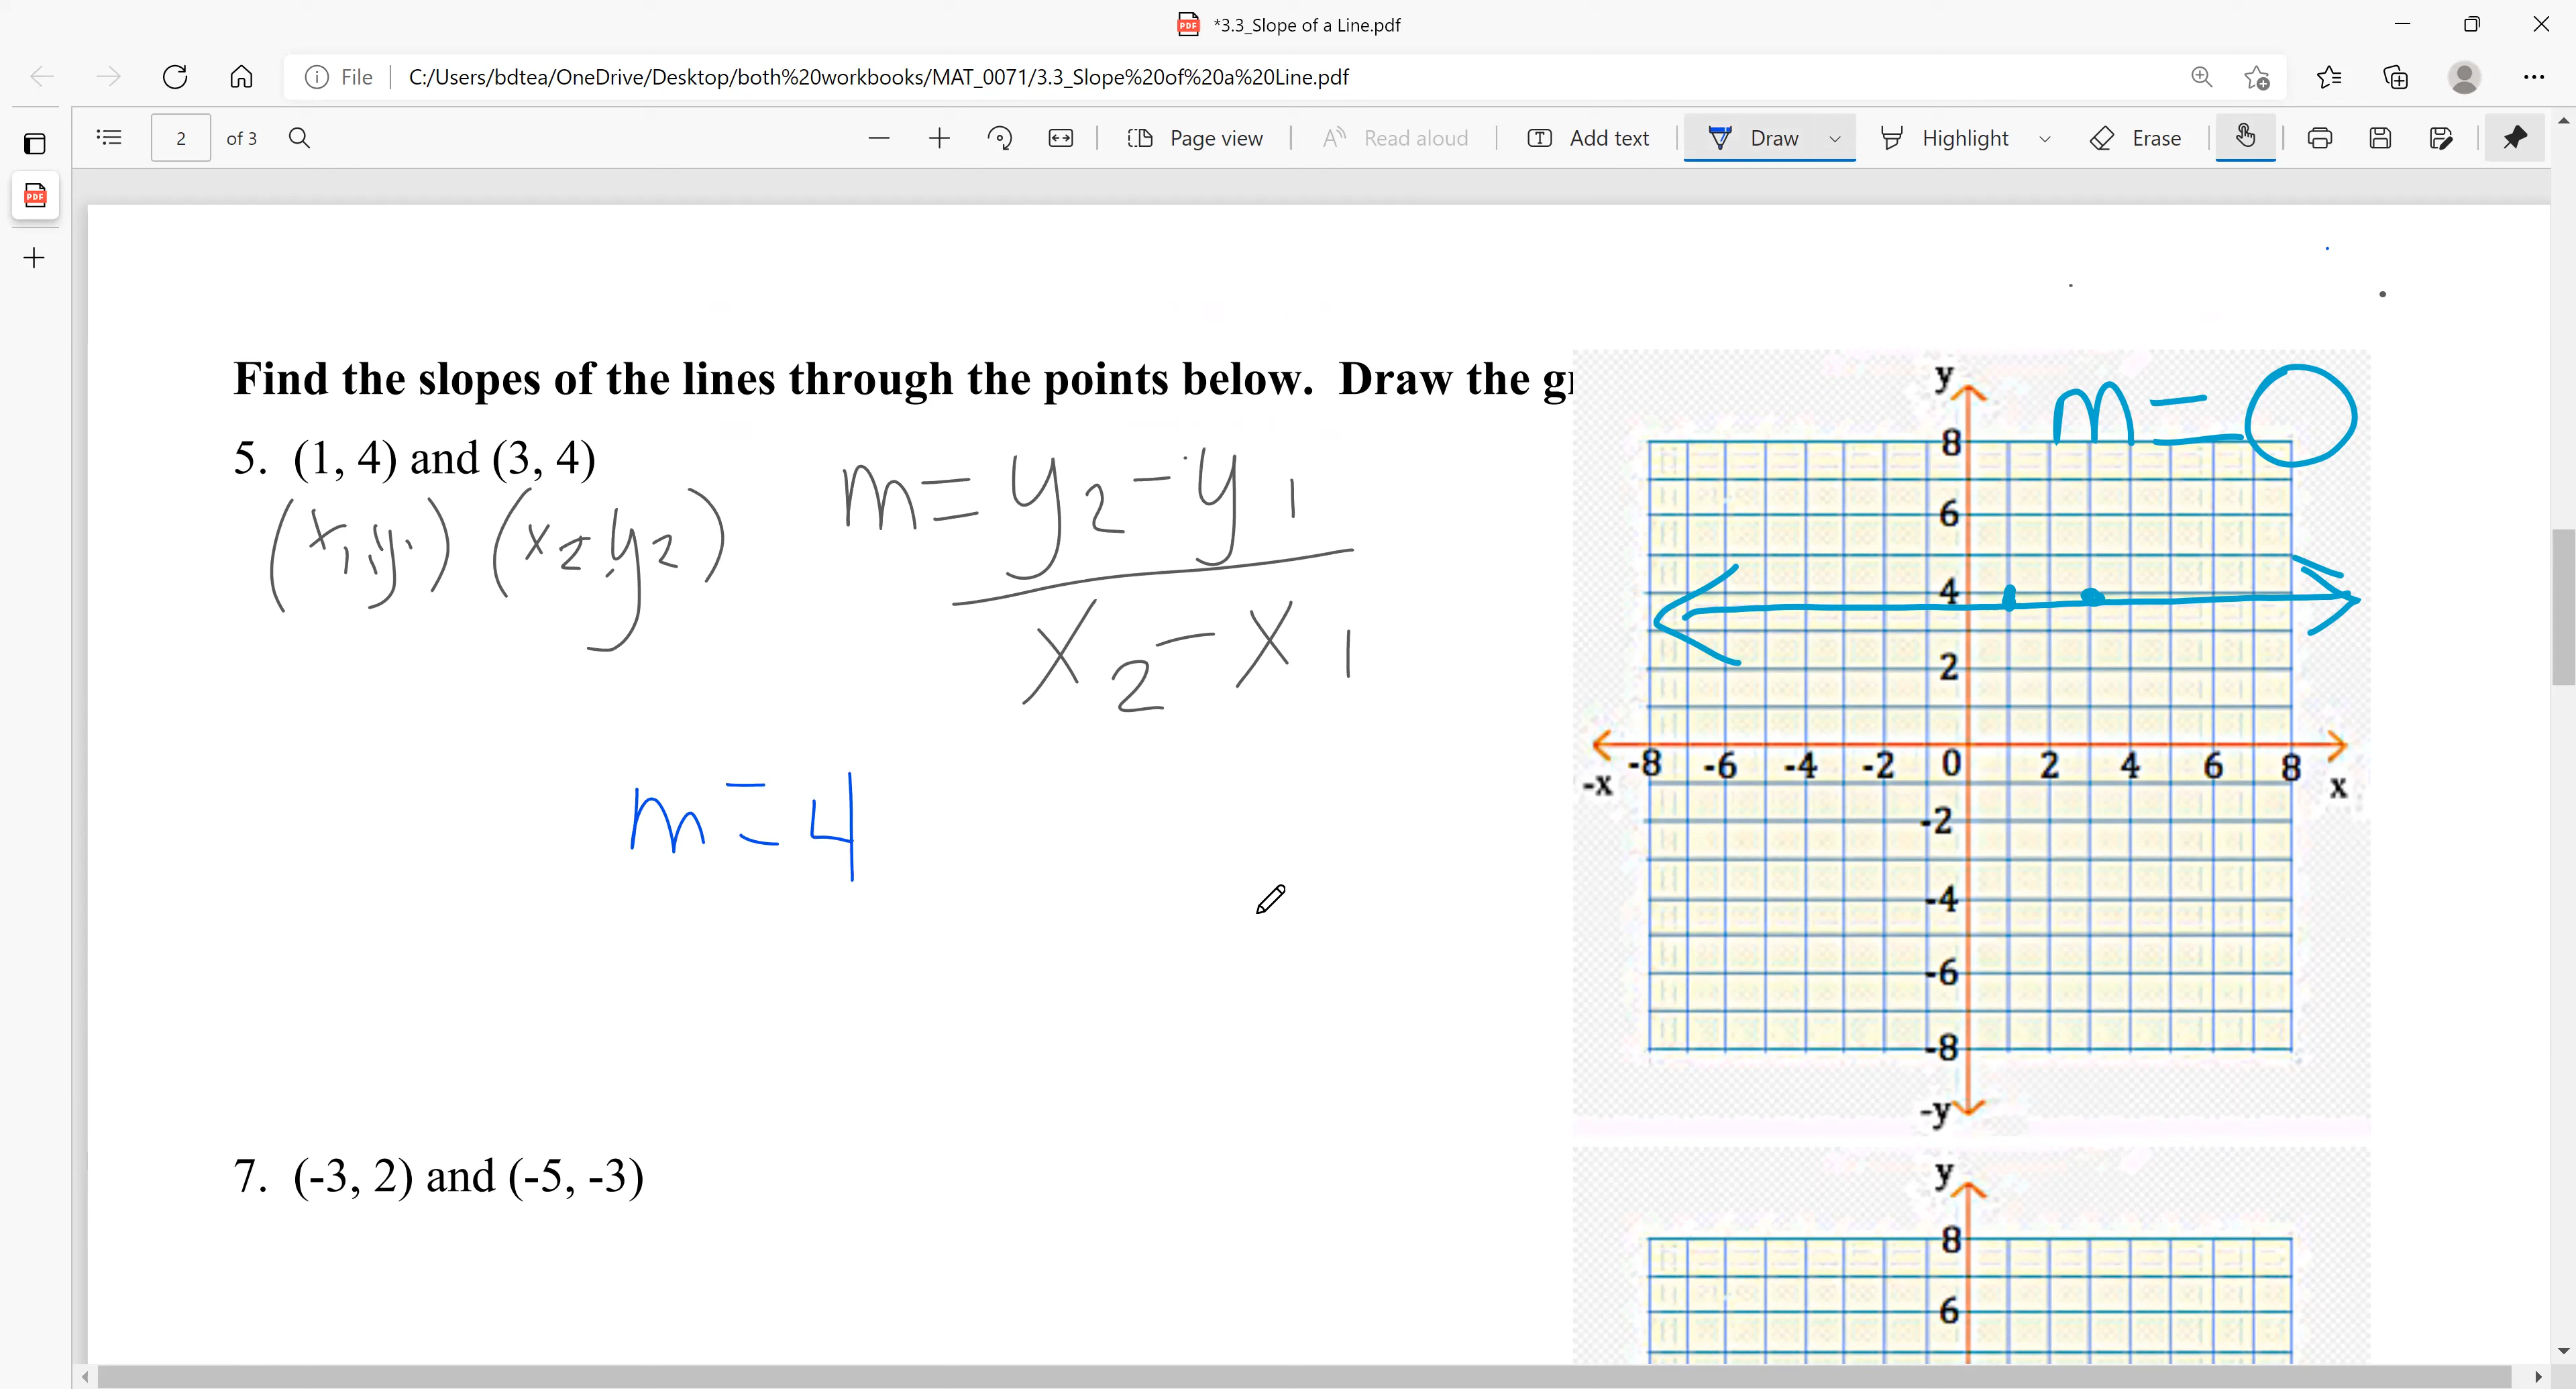 *3.3_Slope of a Line.pdf
File | C:/Users/bdtea/OneDrive/Desktop/both%20workbooks/MAT_0071/3.3_Slope%20of%20a%20Line.pdf
2 of 3 Page view Read aloud Add text Draw Highlight Erase
Find the slopes of the lines through the points below. Draw the g
5. (1, 4) and (3, 4)
(x1,y1) (x2,y2)
m = y2 - y1
x2 - x1
m = 4
y
m = 0
8
6
4
2
-8 -6 -4 -2 0 2 4 6 8
-x x
-2
-4
-6
-8
-y
7. (-3, 2) and (-5, -3)
y
8
6